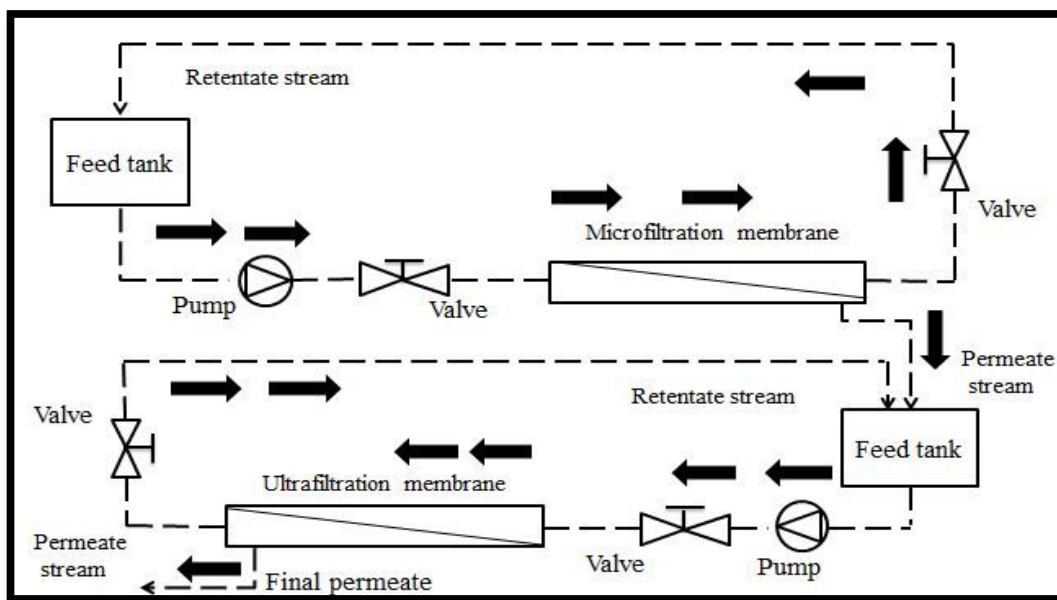 Retentate stream
Feed tank
Valve
Microfiltration membrane
Pump
Valve
Permeate
stream
Retentate stream
Valve
Feed tank
Ultrafiltration membrane
Permeate
stream
Valve
Pump
Final permeate